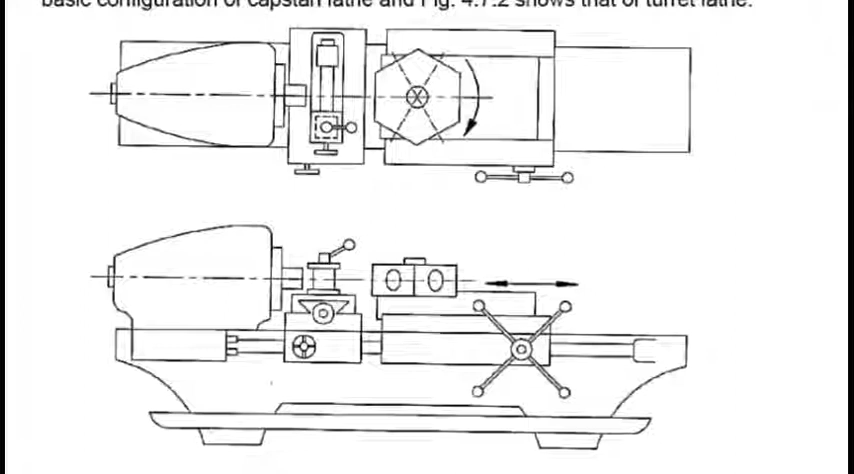 basic configuration of capstan lathe and Fig. 4.7.2 shows that of turret lathe.